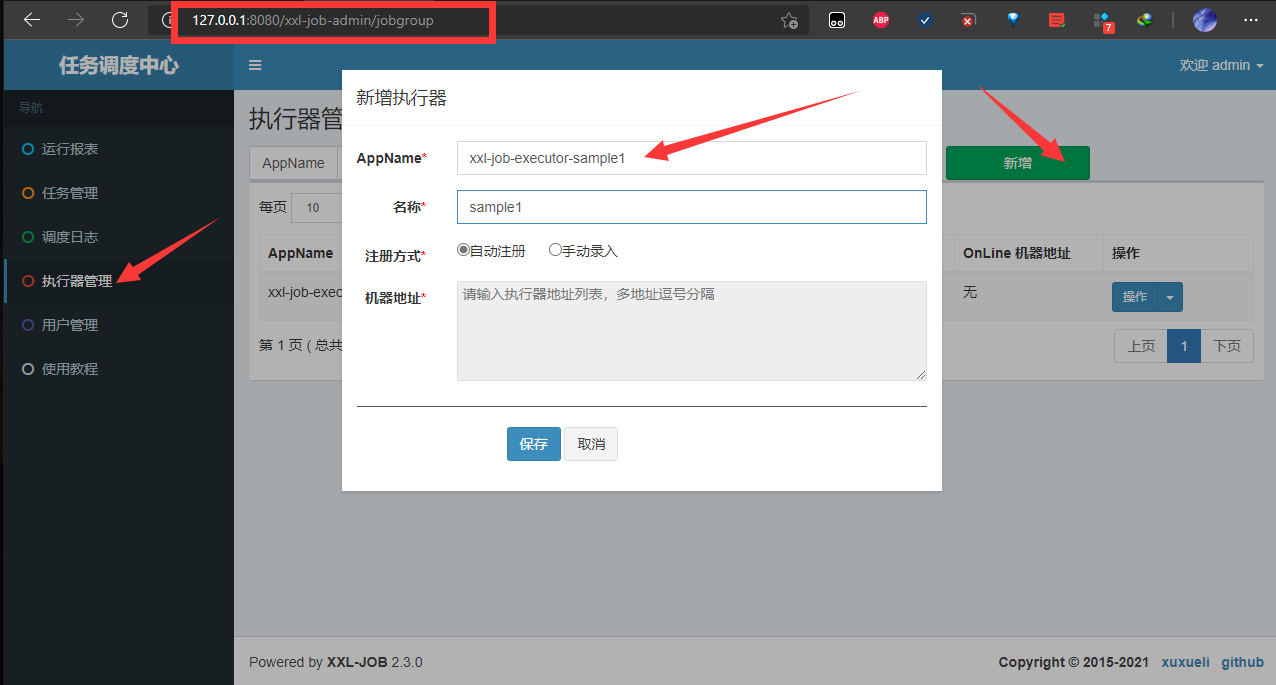 127.0.0.1:8080/xxl-job-admin/jobgroup
ABP
7
任务调度中心
欢迎 admin
导航
运行报表
任务管理
调度日志
执行器管理
用户管理
使用教程
执行器管
AppName
新增
每页 10
AppName
OnLine 机器地址
操作
xxl-job-exec
无
操作
第 1 页 ( 总共
上页
1
下页
新增执行器
AppName*
xxl-job-executor-sample1
名称*
sample1
注册方式*
自动注册
手动录入
机器地址*
请输入执行器地址列表，多地址逗号分隔
保存
取消
Powered by XXL-JOB 2.3.0
Copyright © 2015-2021 xuxueli github